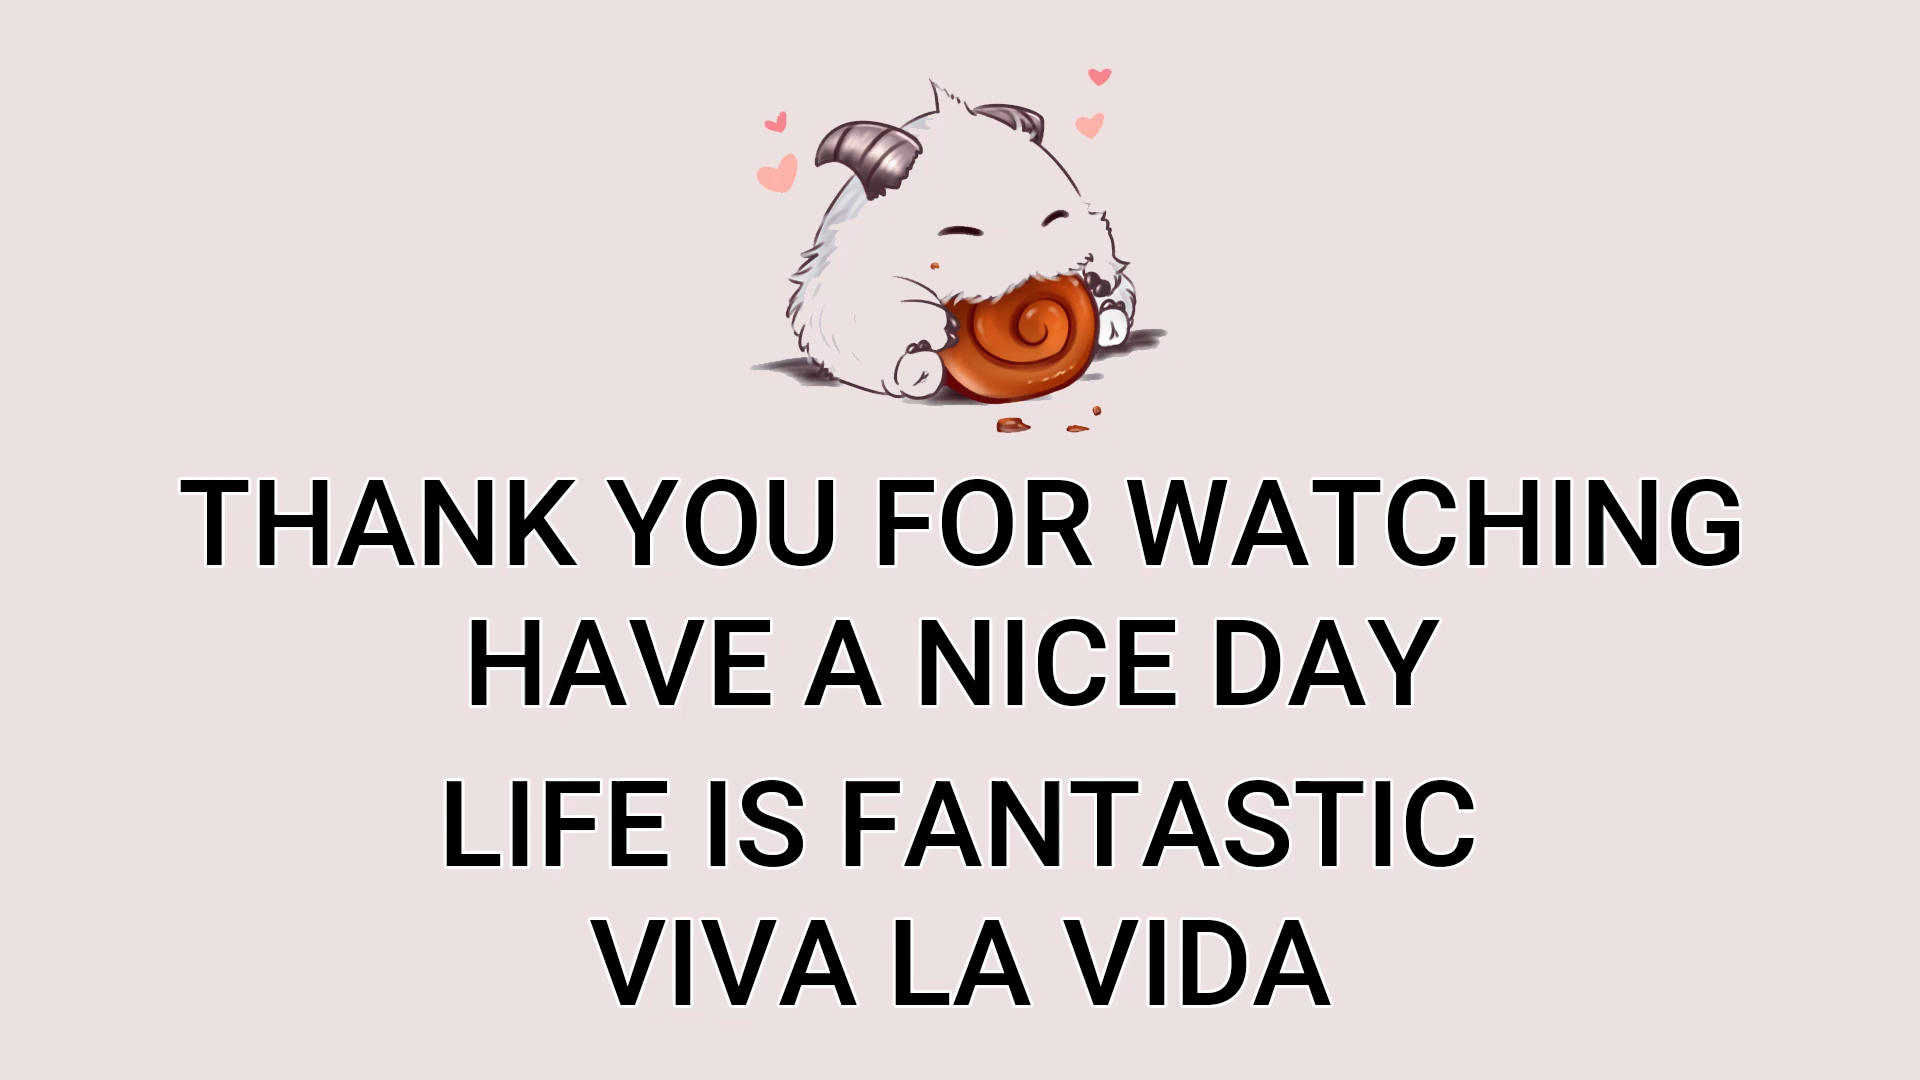 THANK YOU FOR WATCHING
HAVE A NICE DAY
LIFE IS FANTASTIC
VIVA LA VIDA